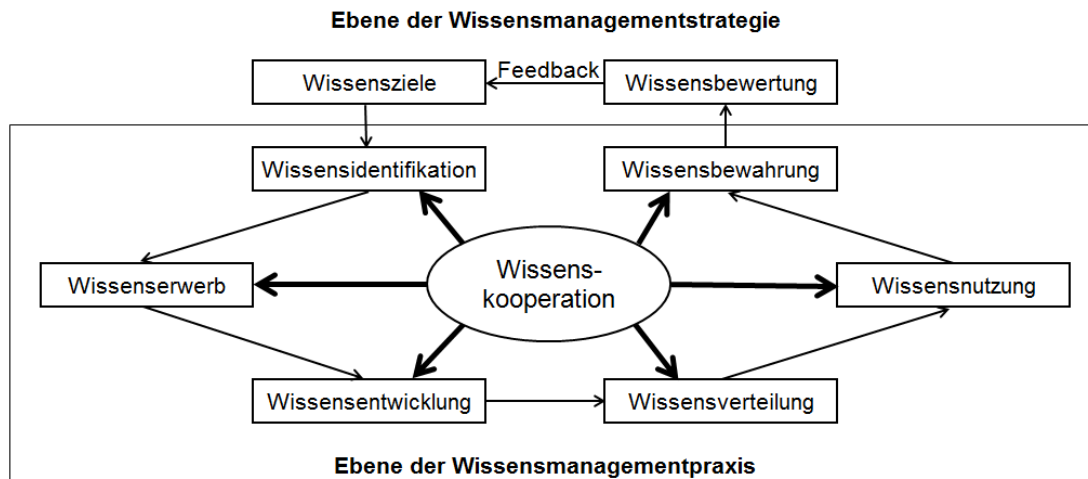 Ebene der Wissensmanagementstrategie
Wissensziele
Feedback
Wissensbewertung
Wissensidentifikation
Wissensbewahrung
Wissenserwerb
Wissens-
kooperation
Wissensnutzung
Wissensentwicklung
Wissensverteilung
Ebene der Wissensmanagementpraxis